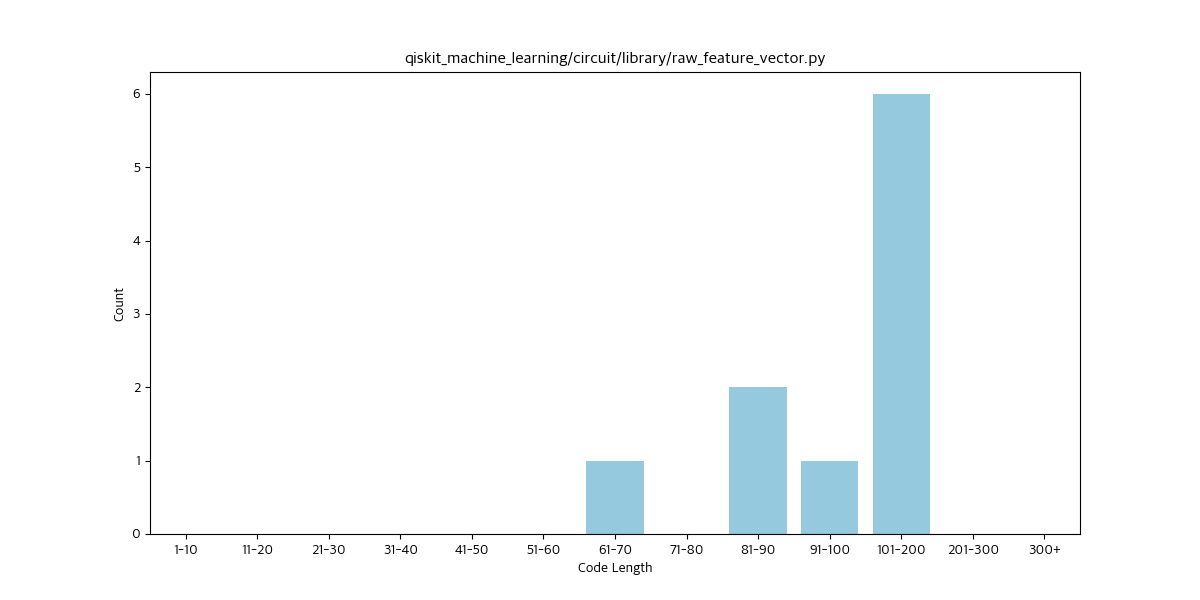 qiskit_machine_learning/circuit/library/raw_feature_vector.py
6
5
4
3
2
1
0
Count
1-10 11-20 21-30 31-40 41-50 51-60 61-70 71-80 81-90 91-100 101-200 201-300 300+
Code Length